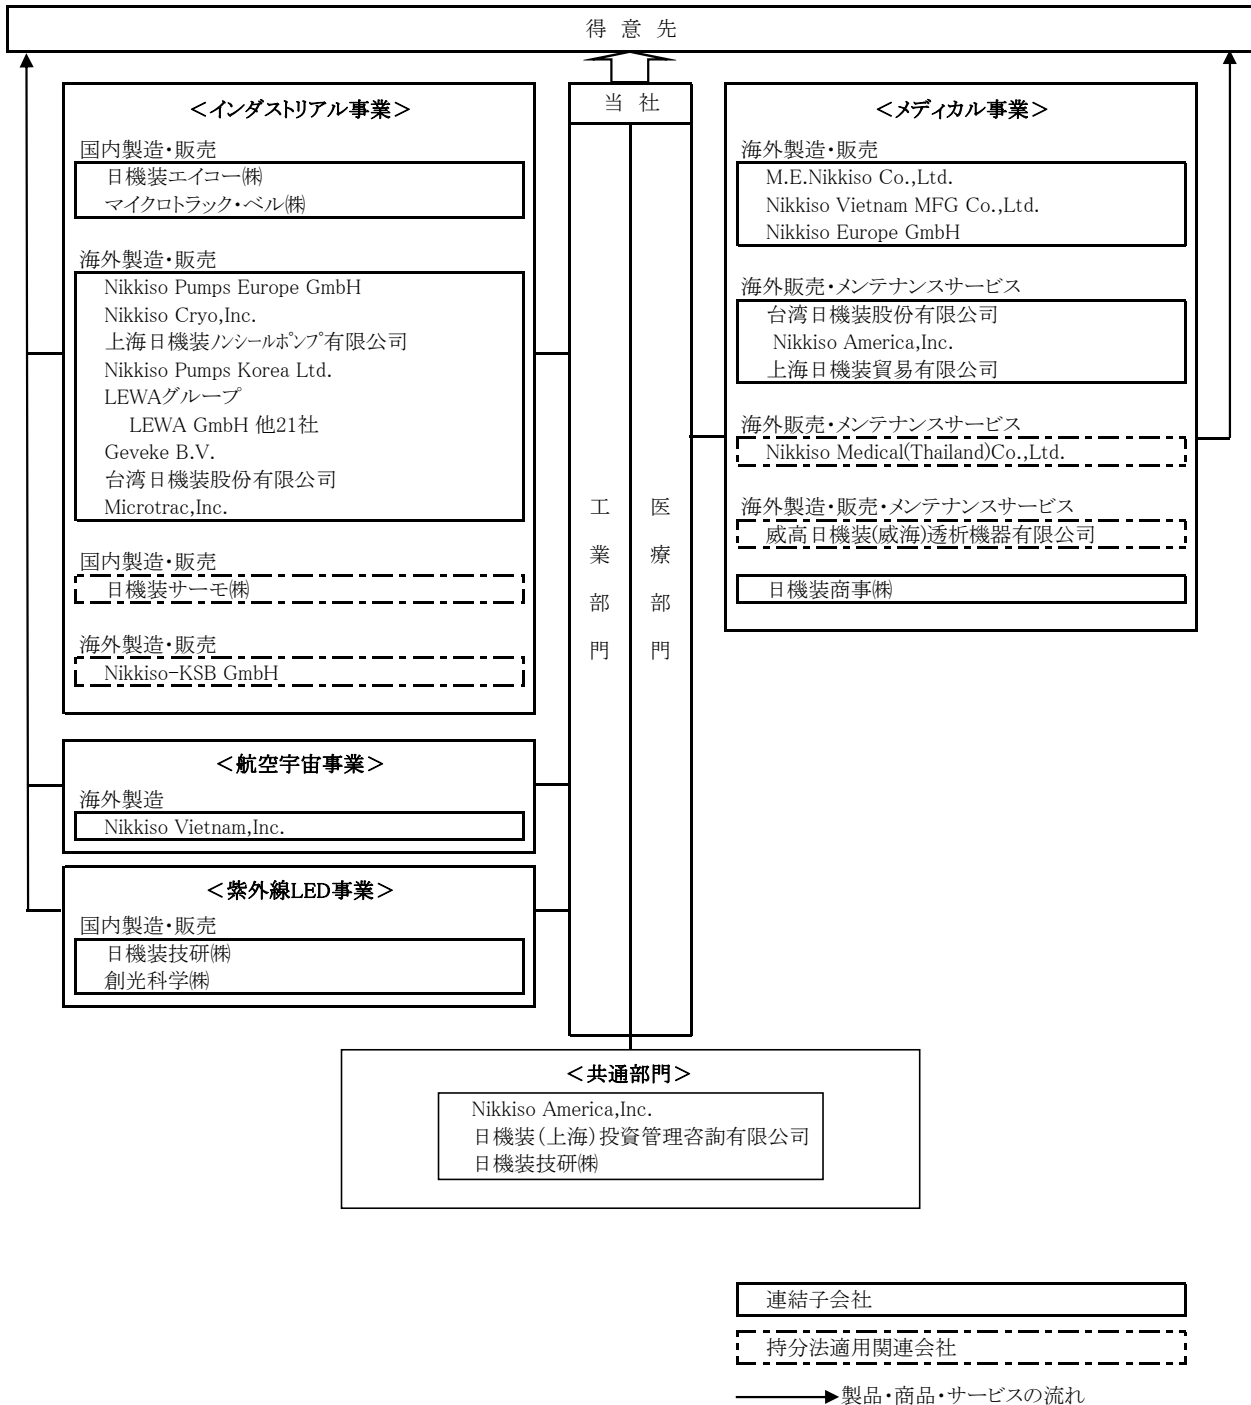 得 意 先
当 社
工業部門
医療部門
＜インダストリアル事業＞
国内製造・販売
日機装エイコー㈱
マイクロトラック・ベル㈱
海外製造・販売
Nikkiso Pumps Europe GmbH
Nikkiso Cryo,Inc.
上海日機装ﾉﾝｼｰﾙﾎﾟﾝﾌﾟ有限公司
Nikkiso Pumps Korea Ltd.
LEWAグループ
LEWA GmbH 他21社
Geveke B.V.
台湾日機装股份有限公司
Microtrac,Inc.
国内製造・販売
日機装サーモ㈱
海外製造・販売
Nikkiso-KSB GmbH
＜航空宇宙事業＞
海外製造
Nikkiso Vietnam,Inc.
＜紫外線LED事業＞
国内製造・販売
日機装技研㈱
創光科学㈱
＜メディカル事業＞
海外製造・販売
M.E.Nikkiso Co.,Ltd.
Nikkiso Vietnam MFG Co.,Ltd.
Nikkiso Europe GmbH
海外販売・メンテナンスサービス
台湾日機装股份有限公司
Nikkiso America,Inc.
上海日機装貿易有限公司
海外販売・メンテナンスサービス
Nikkiso Medical(Thailand)Co.,Ltd.
海外製造・販売・メンテナンスサービス
威高日機装(威海)透析機器有限公司
日機装商事㈱
＜共通部門＞
Nikkiso America,Inc.
日機装（上海）投資管理咨詢有限公司
日機装技研㈱
連結子会社
持分法適用関連会社
製品・商品・サービスの流れ